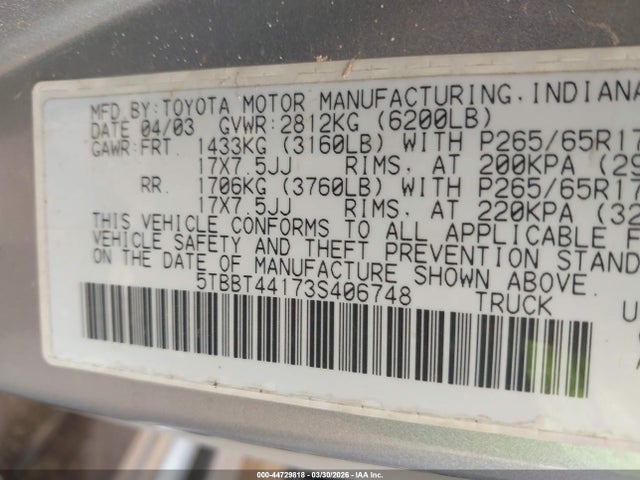 MFD BY:TOYOTA MOTOR MANUFACTURING,INDIANA
DATE 04/03 GVWR:2812KG (6200LB)
GAWR:FRT 1433KG (3160LB) WITH P265/65R17
17X7.5JJ RIMS, AT 200KPA (29
RR 1706KG (3760LB) WITH P265/65R17
17X7.5JJ RIMS, AT 220KPA (32
THIS VEHICLE CONFORMS TO ALL APPLICABLE F
VEHICLE SAFETY AND THEFT PREVENTION STAND
ON THE DATE OF MANUFACTURE SHOWN ABOVE.
5TBBT44173S406748 TRUCK U
000-44729818 | 03/30/2026 - IAA Inc.